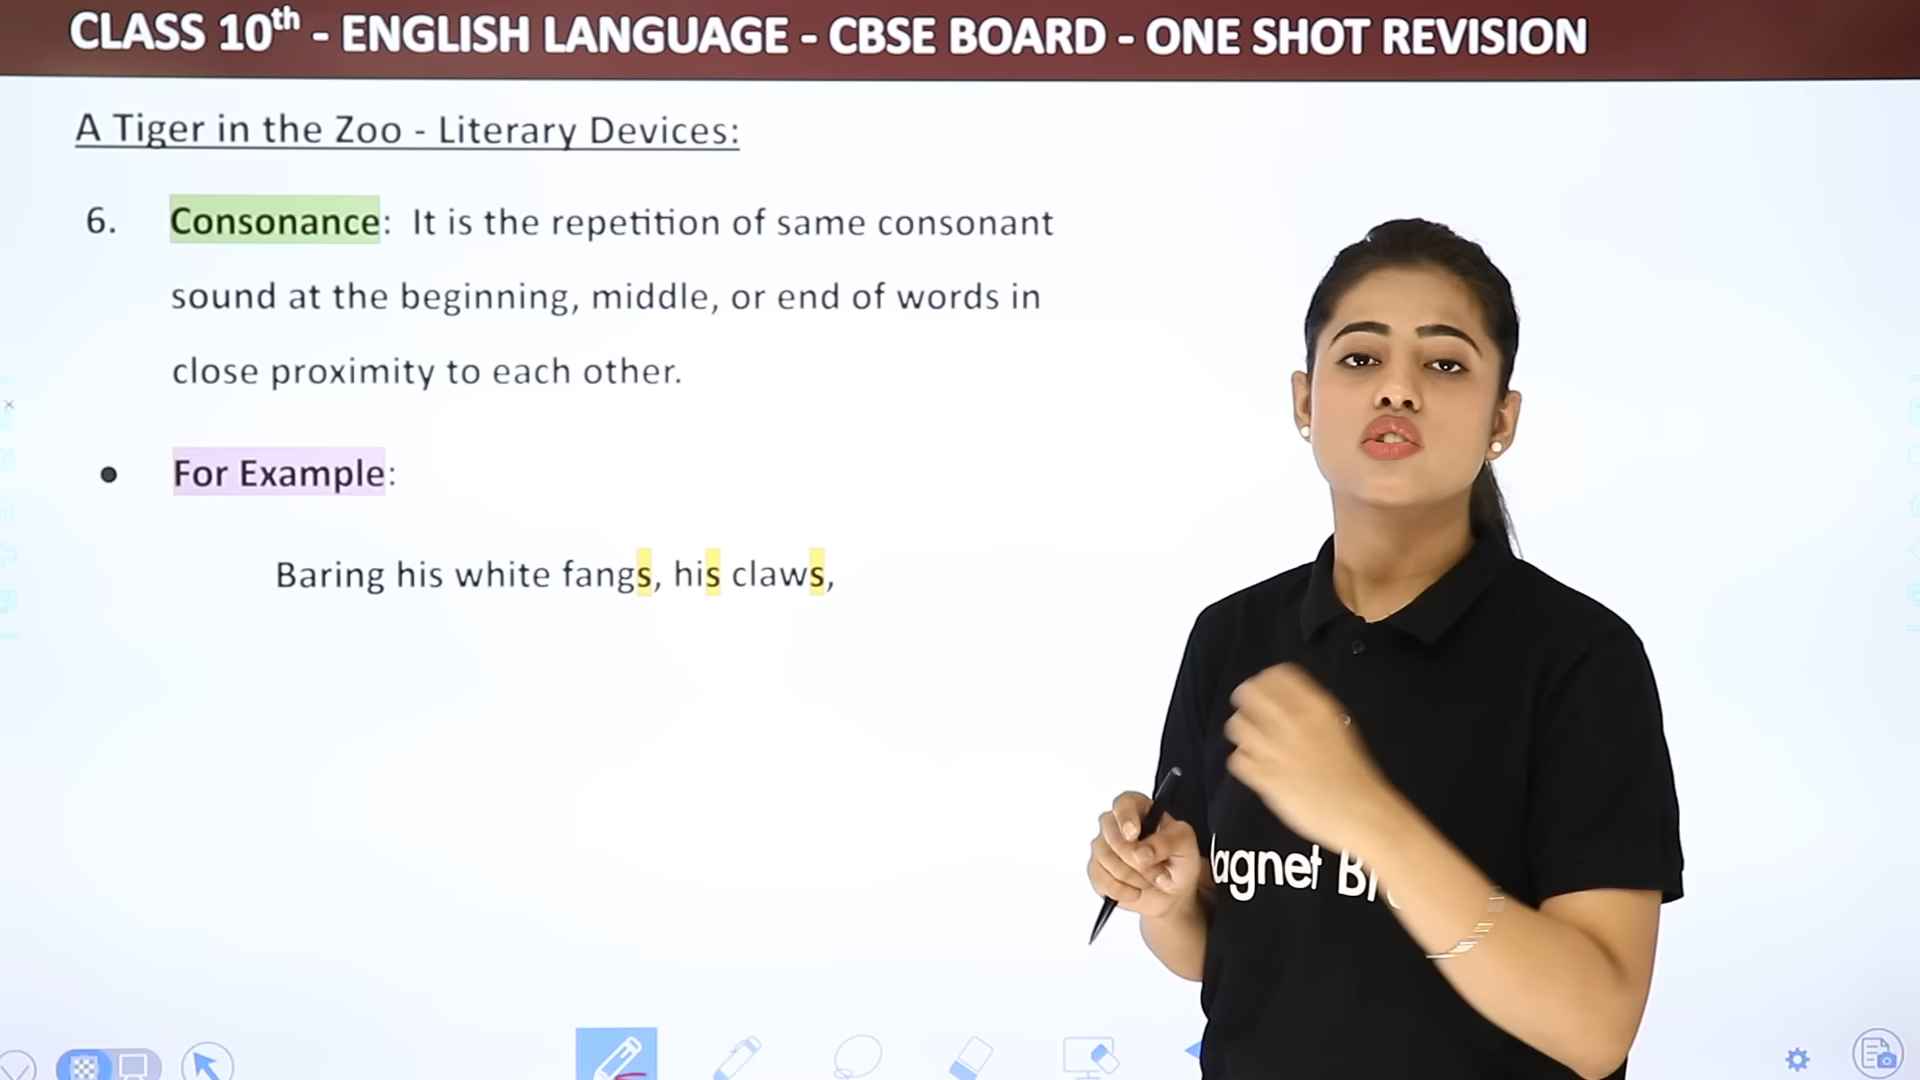 CLASS 10th - ENGLISH LANGUAGE - CBSE BOARD - ONE SHOT REVISION
A Tiger in the Zoo - Literary Devices:
6. Consonance: It is the repetition of same consonant
sound at the beginning, middle, or end of words in
close proximity to each other.
• For Example:
Baring his white fangs, his claws,
agnet Br